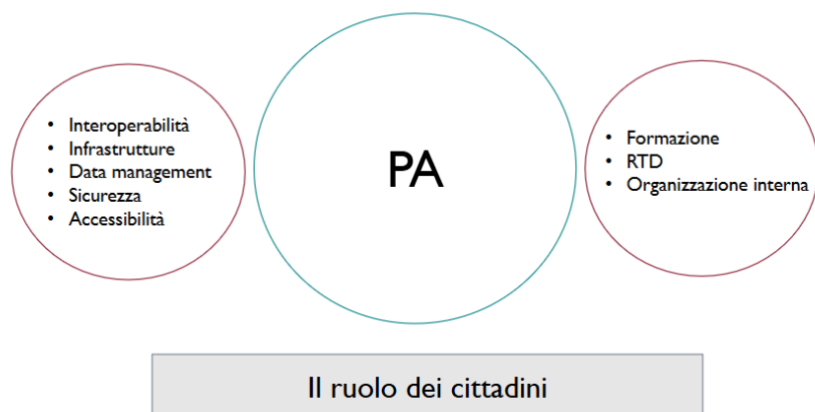 • Interoperabilità
• Infrastrutture
• Data management
• Sicurezza
• Accessibilità
PA
• Formazione
• RTD
• Organizzazione interna
Il ruolo dei cittadini